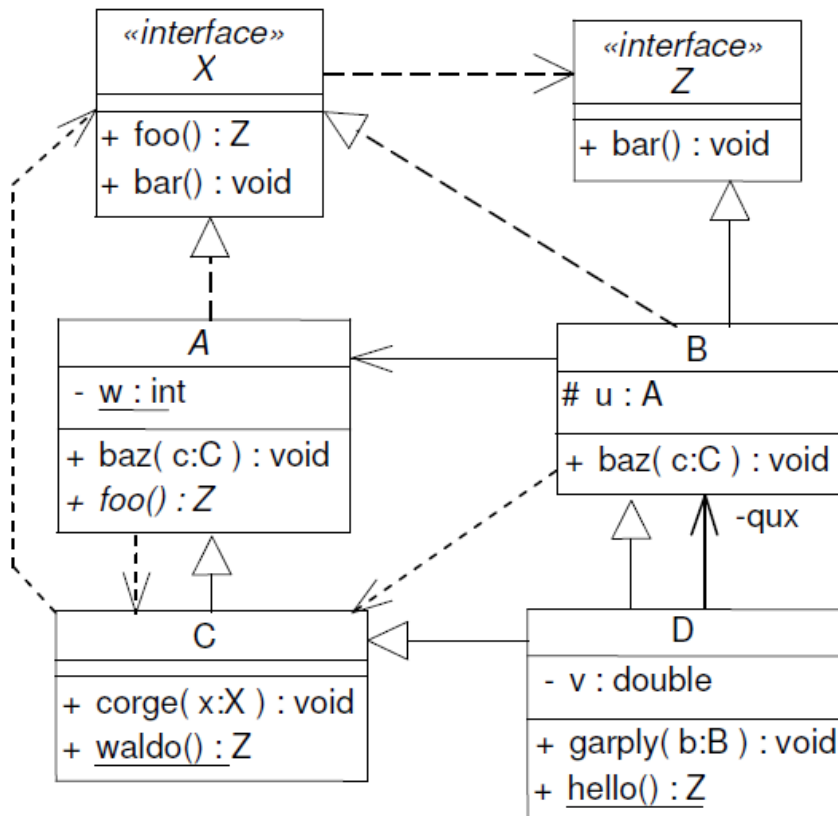 «interface»
X
+ foo() : Z
+ bar() : void
«interface»
Z
+ bar() : void
A
- w : int
+ baz( c:C ) : void
+ foo() : Z
B
# u : A
+ baz( c:C ) : void
-qux
C
+ corge( x:X ) : void
+ waldo() : Z
D
- v : double
+ garply( b:B ) : void
+ hello() : Z